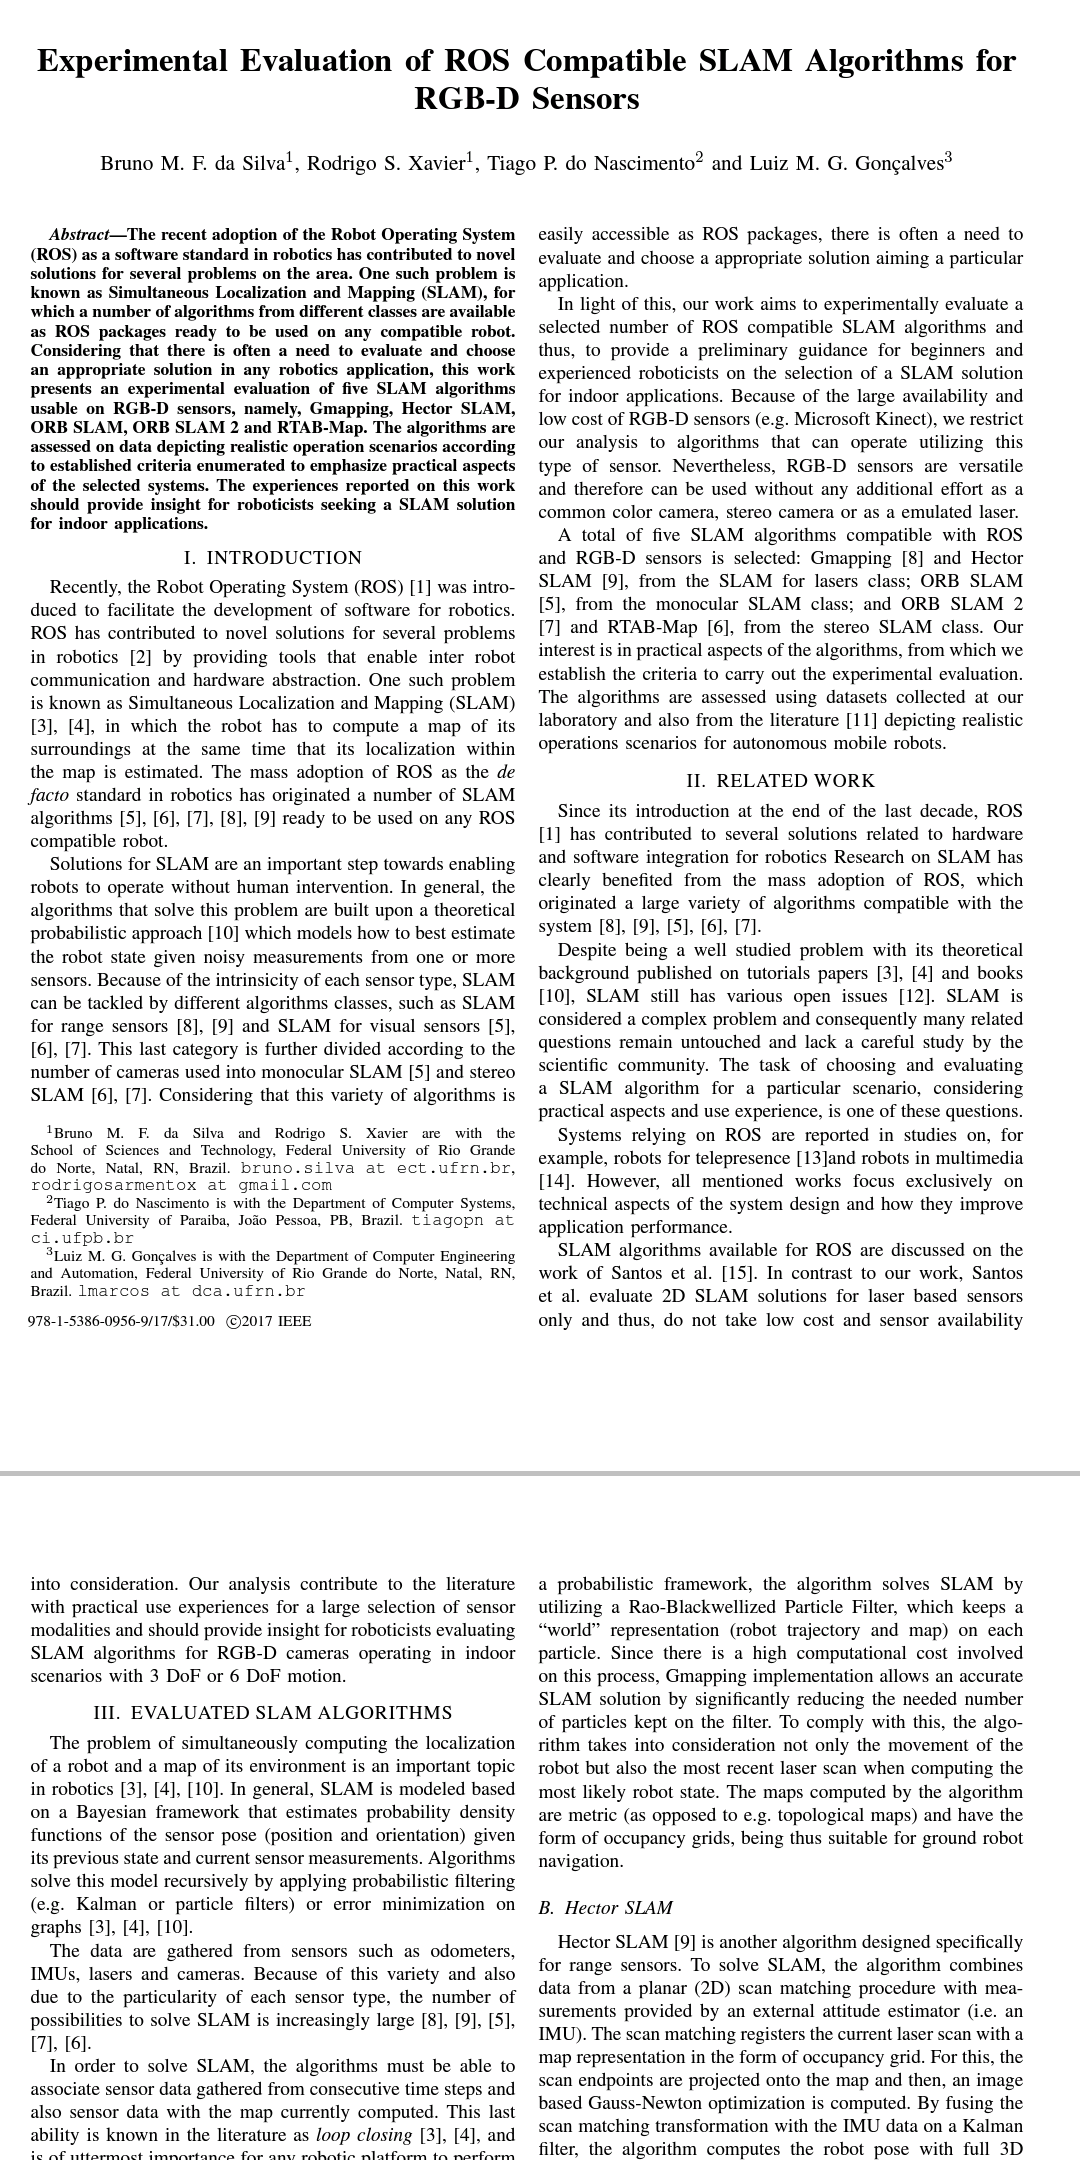 Experimental Evaluation of ROS Compatible SLAM Algorithms for
RGB-D Sensors
Bruno M. F. da Silva1, Rodrigo S. Xavier1, Tiago P. do Nascimento2 and Luiz M. G. Gonçalves3
Abstract—The recent adoption of the Robot Operating System
(ROS) as a software standard in robotics has contributed to novel
solutions for several problems on the area. One such problem is
known as Simultaneous Localization and Mapping (SLAM), for
which a number of algorithms from different classes are available
as ROS packages ready to be used on any compatible robot.
Considering that there is often a need to evaluate and choose
an appropriate solution in any robotics application, this work
presents an experimental evaluation of five SLAM algorithms
usable on RGB-D sensors, namely, Gmapping, Hector SLAM,
ORB SLAM, ORB SLAM 2 and RTAB-Map. The algorithms are
assessed on data depicting realistic operation scenarios according
to established criteria enumerated to emphasize practical aspects
of the selected systems. The experiences reported on this work
should provide insight for roboticists seeking a SLAM solution
for indoor applications.
I. INTRODUCTION
Recently, the Robot Operating System (ROS) [1] was intro-
duced to facilitate the development of software for robotics.
ROS has contributed to novel solutions for several problems
in robotics [2] by providing tools that enable inter robot
communication and hardware abstraction. One such problem
is known as Simultaneous Localization and Mapping (SLAM)
[3], [4], in which the robot has to compute a map of its
surroundings at the same time that its localization within
the map is estimated. The mass adoption of ROS as the de
facto standard in robotics has originated a number of SLAM
algorithms [5], [6], [7], [8], [9] ready to be used on any ROS
compatible robot.
Solutions for SLAM are an important step towards enabling
robots to operate without human intervention. In general, the
algorithms that solve this problem are built upon a theoretical
probabilistic approach [10] which models how to best estimate
the robot state given noisy measurements from one or more
sensors. Because of the intrinsicity of each sensor type, SLAM
can be tackled by different algorithms classes, such as SLAM
for range sensors [8], [9] and SLAM for visual sensors [5],
[6], [7]. This last category is further divided according to the
number of cameras used into monocular SLAM [5] and stereo
SLAM [6], [7]. Considering that this variety of algorithms is
1Bruno M. F. da Silva and Rodrigo S. Xavier are with the
School of Sciences and Technology, Federal University of Rio Grande
do Norte, Natal, RN, Brazil. bruno.silva at ect.ufrn.br,
rodrigosarmentox at gmail.com
2Tiago P. do Nascimento is with the Department of Computer Systems,
Federal University of Paraiba, João Pessoa, PB, Brazil. tiagopn at
ci.ufpb.br
3Luiz M. G. Gonçalves is with the Department of Computer Engineering
and Automation, Federal University of Rio Grande do Norte, Natal, RN,
Brazil. lmarcos at dca.ufrn.br
978-1-5386-0956-9/17/$31.00 ©2017 IEEE
easily accessible as ROS packages, there is often a need to
evaluate and choose a appropriate solution aiming a particular
application.
In light of this, our work aims to experimentally evaluate a
selected number of ROS compatible SLAM algorithms and
thus, to provide a preliminary guidance for beginners and
experienced roboticists on the selection of a SLAM solution
for indoor applications. Because of the large availability and
low cost of RGB-D sensors (e.g. Microsoft Kinect), we restrict
our analysis to algorithms that can operate utilizing this
type of sensor. Nevertheless, RGB-D sensors are versatile
and therefore can be used without any additional effort as a
common color camera, stereo camera or as a emulated laser.
A total of five SLAM algorithms compatible with ROS
and RGB-D sensors is selected: Gmapping [8] and Hector
SLAM [9], from the SLAM for lasers class; ORB SLAM
[5], from the monocular SLAM class; and ORB SLAM 2
[7] and RTAB-Map [6], from the stereo SLAM class. Our
interest is in practical aspects of the algorithms, from which we
establish the criteria to carry out the experimental evaluation.
The algorithms are assessed using datasets collected at our
laboratory and also from the literature [11] depicting realistic
operations scenarios for autonomous mobile robots.
II. RELATED WORK
Since its introduction at the end of the last decade, ROS
[1] has contributed to several solutions related to hardware
and software integration for robotics Research on SLAM has
clearly benefited from the mass adoption of ROS, which
originated a large variety of algorithms compatible with the
system [8], [9], [5], [6], [7].
Despite being a well studied problem with its theoretical
background published on tutorials papers [3], [4] and books
[10], SLAM still has various open issues [12]. SLAM is
considered a complex problem and consequently many related
questions remain untouched and lack a careful study by the
scientific community. The task of choosing and evaluating
a SLAM algorithm for a particular scenario, considering
practical aspects and use experience, is one of these questions.
Systems relying on ROS are reported in studies on, for
example, robots for telepresence [13]and robots in multimedia
[14]. However, all mentioned works focus exclusively on
technical aspects of the system design and how they improve
application performance.
SLAM algorithms available for ROS are discussed on the
work of Santos et al. [15]. In contrast to our work, Santos
et al. evaluate 2D SLAM solutions for laser based sensors
only and thus, do not take low cost and sensor availability
into consideration. Our analysis contribute to the literature
with practical use experiences for a large selection of sensor
modalities and should provide insight for roboticists evaluating
SLAM algorithms for RGB-D cameras operating in indoor
scenarios with 3 DoF or 6 DoF motion.
III. EVALUATED SLAM ALGORITHMS
The problem of simultaneously computing the localization
of a robot and a map of its environment is an important topic
in robotics [3], [4], [10]. In general, SLAM is modeled based
on a Bayesian framework that estimates probability density
functions of the sensor pose (position and orientation) given
its previous state and current sensor measurements. Algorithms
solve this model recursively by applying probabilistic filtering
(e.g. Kalman or particle filters) or error minimization on
graphs [3], [4], [10].
The data are gathered from sensors such as odometers,
IMUs, lasers and cameras. Because of this variety and also
due to the particularity of each sensor type, the number of
possibilities to solve SLAM is increasingly large [8], [9], [5],
[7], [6].
In order to solve SLAM, the algorithms must be able to
associate sensor data gathered from consecutive time steps and
also sensor data with the map currently computed. This last
ability is known in the literature as loop closing [3], [4], and
is of uttermost importance for any robotic platform to perform
a probabilistic framework, the algorithm solves SLAM by
utilizing a Rao-Blackwellized Particle Filter, which keeps a
“world” representation (robot trajectory and map) on each
particle. Since there is a high computational cost involved
on this process, Gmapping implementation allows an accurate
SLAM solution by significantly reducing the needed number
of particles kept on the filter. To comply with this, the algo-
rithm takes into consideration not only the movement of the
robot but also the most recent laser scan when computing the
most likely robot state. The maps computed by the algorithm
are metric (as opposed to e.g. topological maps) and have the
form of occupancy grids, being thus suitable for ground robot
navigation.
B. Hector SLAM
Hector SLAM [9] is another algorithm designed specifically
for range sensors. To solve SLAM, the algorithm combines
data from a planar (2D) scan matching procedure with mea-
surements provided by an external attitude estimator (i.e. an
IMU). The scan matching registers the current laser scan with a
map representation in the form of occupancy grid. For this, the
scan endpoints are projected onto the map and then, an image
based Gauss-Newton optimization is computed. By fusing the
scan matching transformation with the IMU data on a Kalman
filter, the algorithm computes the robot pose with full 3D